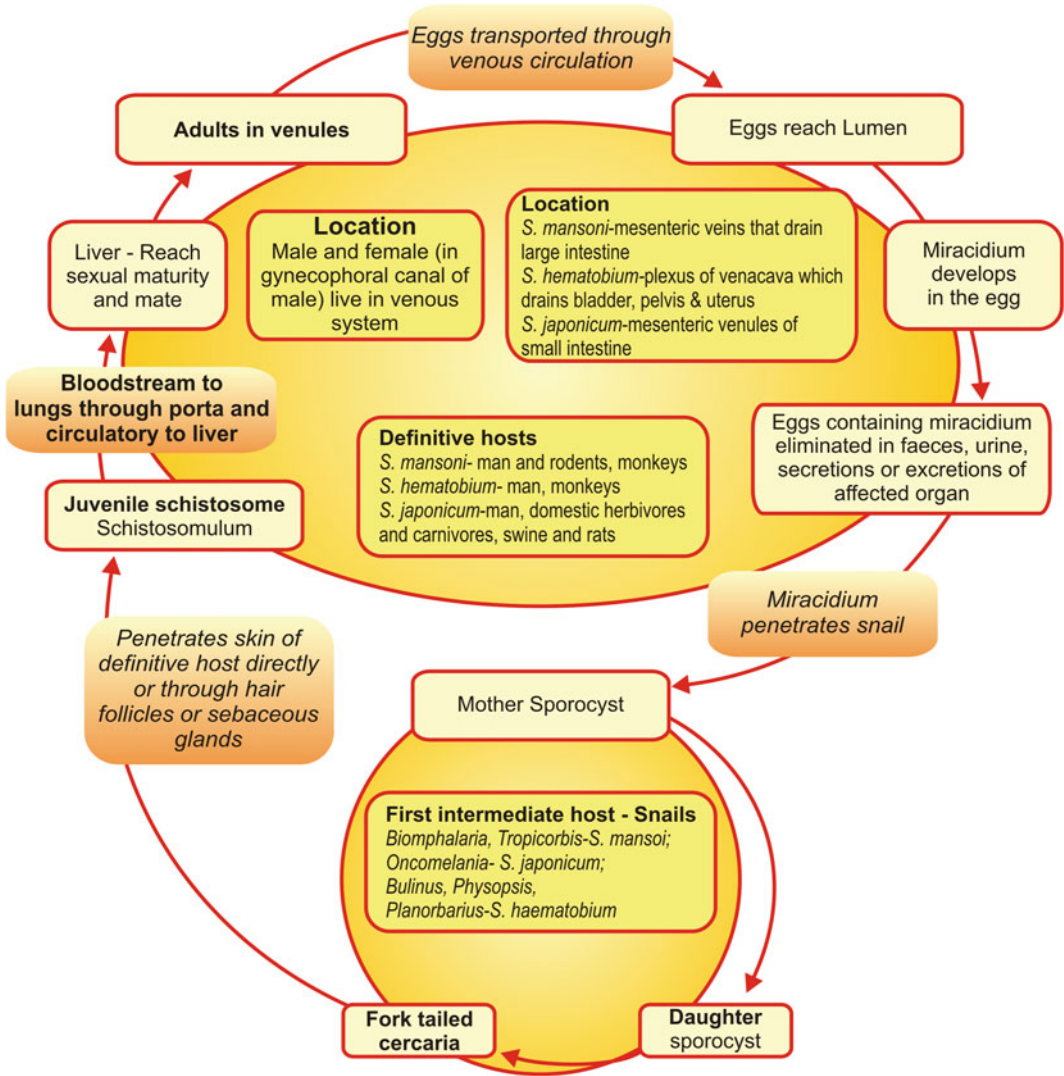 Eggs transported through
venous circulation
Adults in venules
Eggs reach Lumen
Location
Male and female (in
gynecophoral canal of
male) live in venous
system
Location
S. mansoni-mesenteric veins that drain
large intestine
S. hematobium-plexus of venacava which
drains bladder, pelvis & uterus
S. japonicum-mesenteric venules of
small intestine
Liver - Reach
sexual maturity
and mate
Miracidium
develops
in the egg
Bloodstream to
lungs through porta and
circulatory to liver
Definitive hosts
S. mansoni- man and rodents, monkeys
S. hematobium- man, monkeys
S. japonicum-man, domestic herbivores
and carnivores, swine and rats
Eggs containing miracidium
eliminated in faeces, urine,
secretions or excretions of
affected organ
Juvenile schistosome
Schistosomulum
Miracidium
penetrates snail
Penetrates skin of
definitive host directly
or through hair
follicles or sebaceous
glands
Mother Sporocyst
First intermediate host - Snails
Biomphalaria, Tropicorbis-S. mansoi;
Oncomelania- S. japonicum;
Bulinus, Physopsis,
Planorbarius-S. haematobium
Fork tailed
cercaria
Daughter
sporocyst